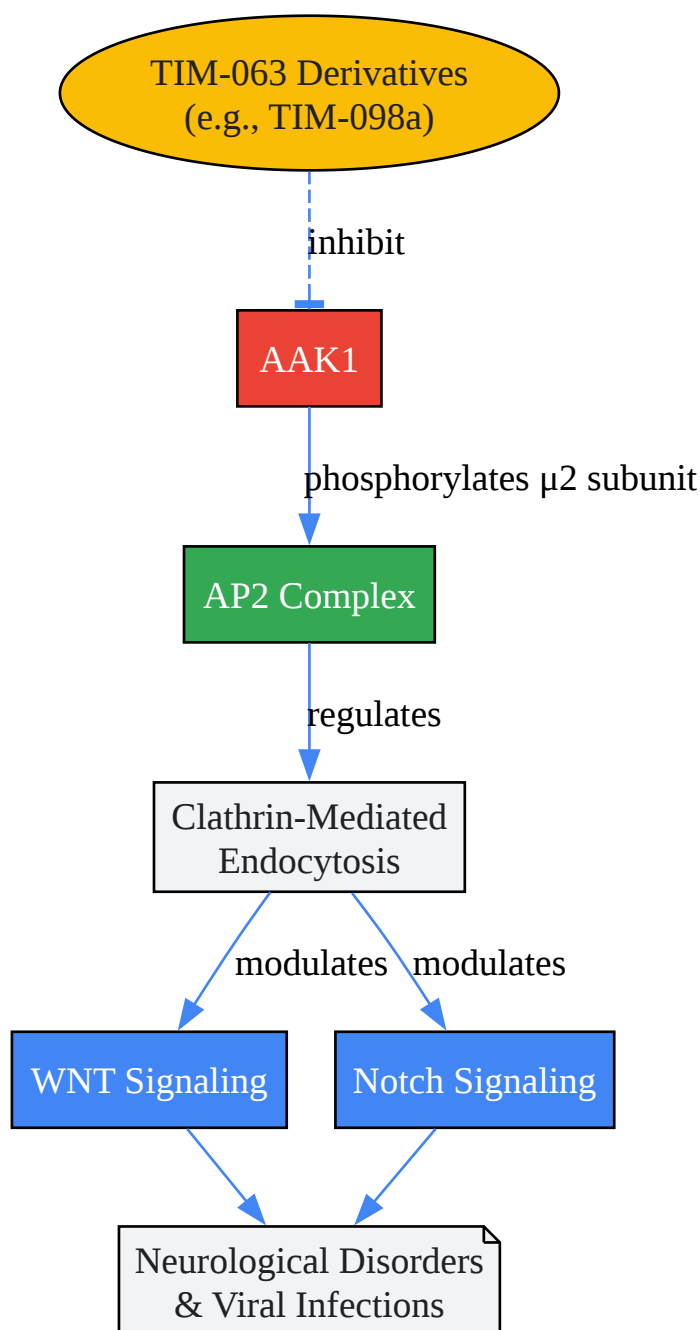 TIM-063 Derivatives
(e.g., TIM-098a)
inhibit
AAK1
phosphorylates μ2 subunit
AP2 Complex
regulates
Clathrin-Mediated
Endocytosis
modulates
modulates
WNT Signaling
Notch Signaling
Neurological Disorders
& Viral Infections